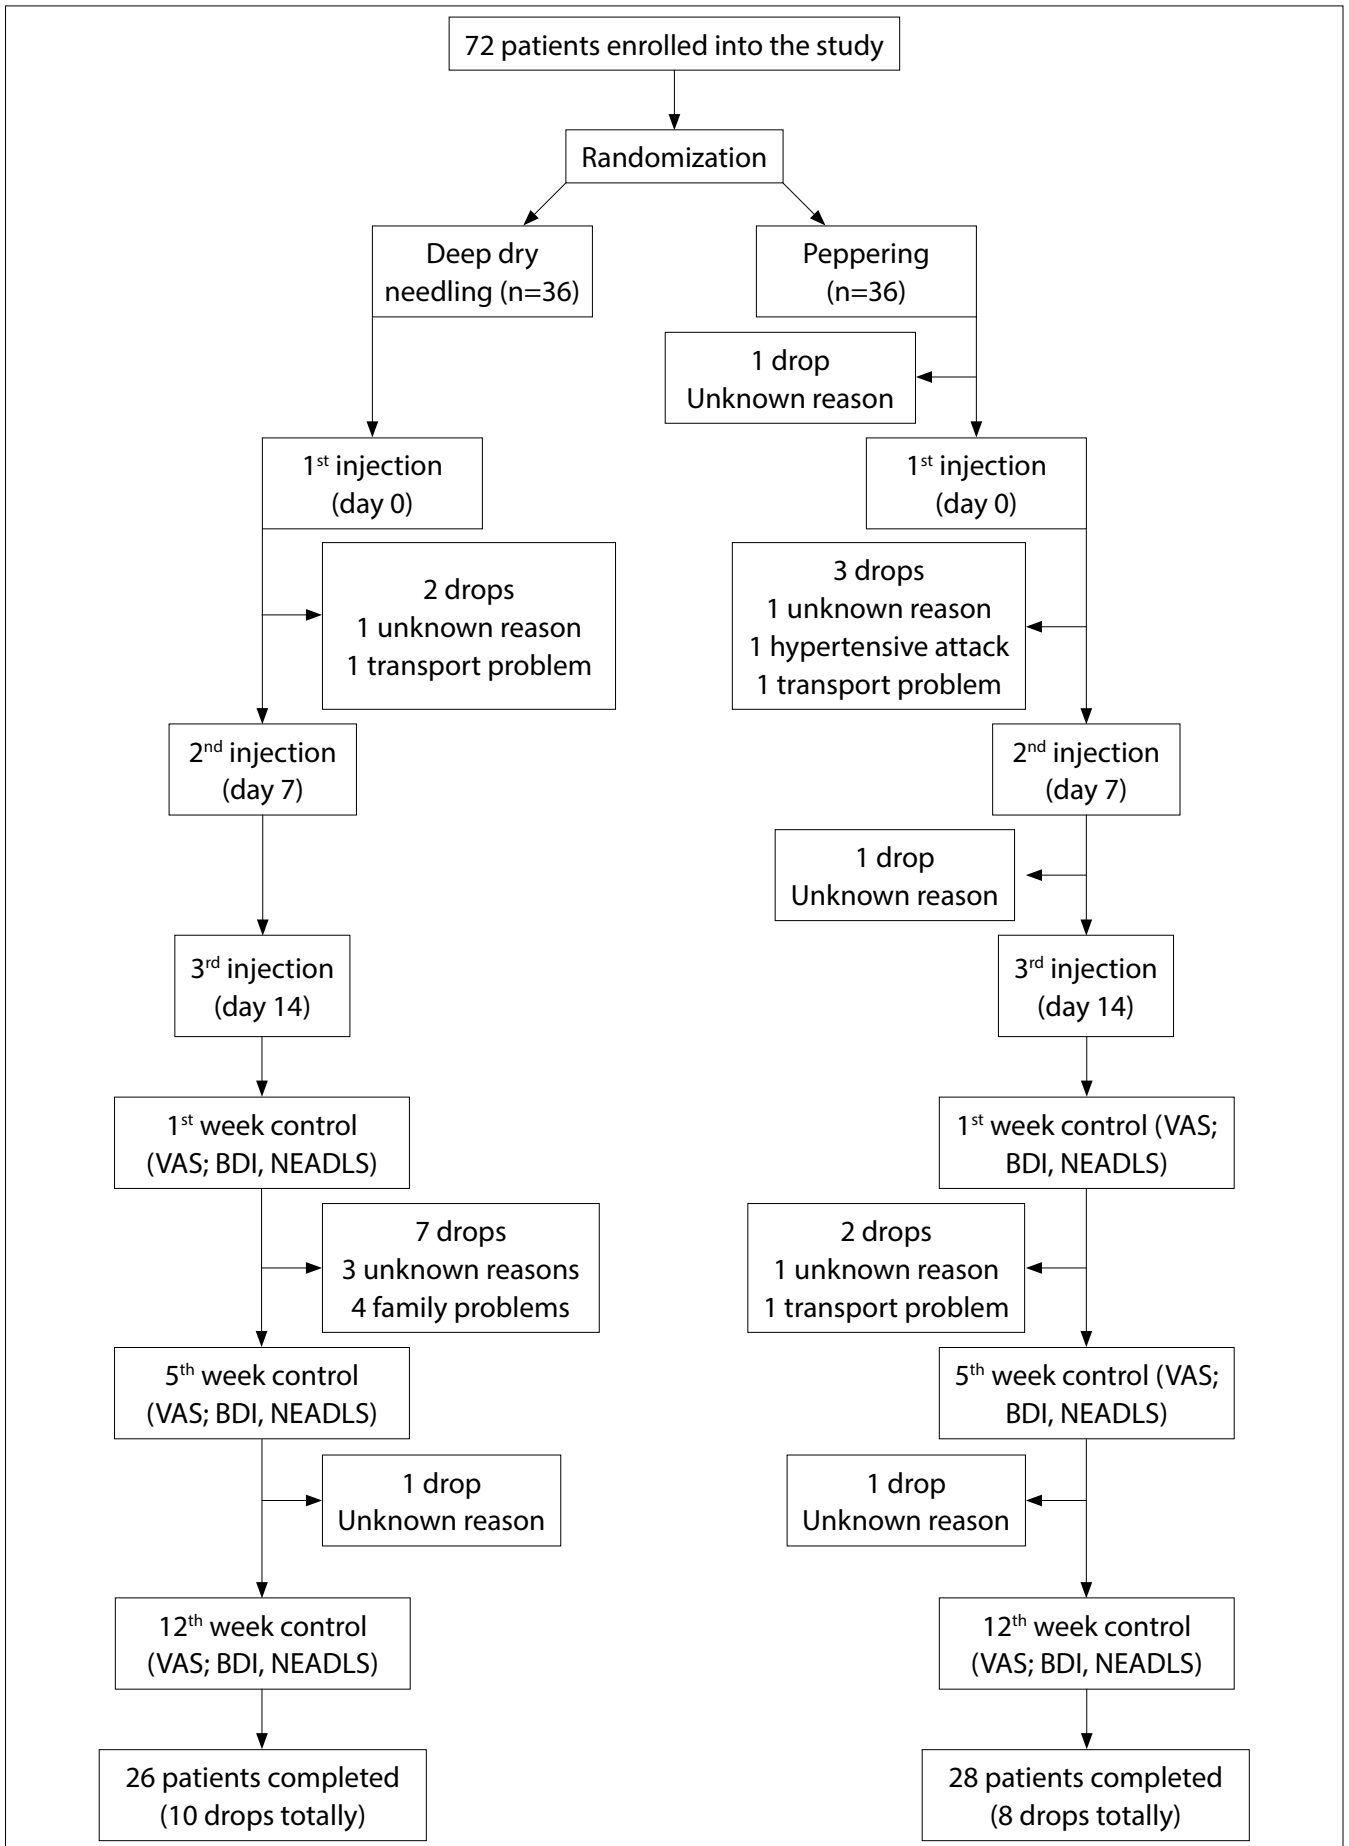 72 patients enrolled into the study
Randomization
Deep dry
needling (n=36)
Peppering
(n=36)
1 drop
Unknown reason
1st injection
(day 0)
1st injection
(day 0)
2 drops
1 unknown reason
1 transport problem
3 drops
1 unknown reason
1 hypertensive attack
1 transport problem
2nd injection
(day 7)
2nd injection
(day 7)
1 drop
Unknown reason
3rd injection
(day 14)
3rd injection
(day 14)
1st week control
(VAS; BDI, NEADLS)
1st week control (VAS;
BDI, NEADLS)
7 drops
3 unknown reasons
4 family problems
2 drops
1 unknown reason
1 transport problem
5th week control
(VAS; BDI, NEADLS)
5th week control (VAS;
BDI, NEADLS)
1 drop
Unknown reason
1 drop
Unknown reason
12th week control
(VAS; BDI, NEADLS)
12th week control
(VAS; BDI, NEADLS)
26 patients completed
(10 drops totally)
28 patients completed
(8 drops totally)